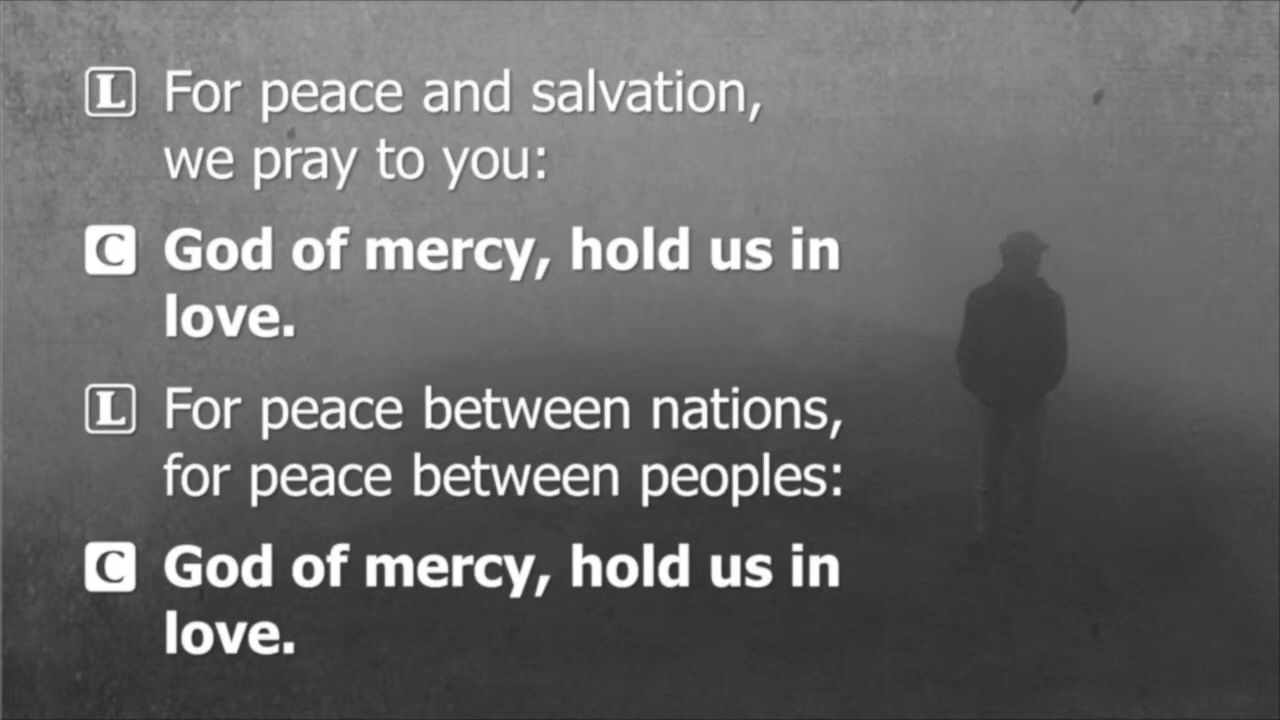 L For peace and salvation,
we pray to you:
C God of mercy, hold us in
love.
L For peace between nations,
for peace between peoples:
C God of mercy, hold us in
love.